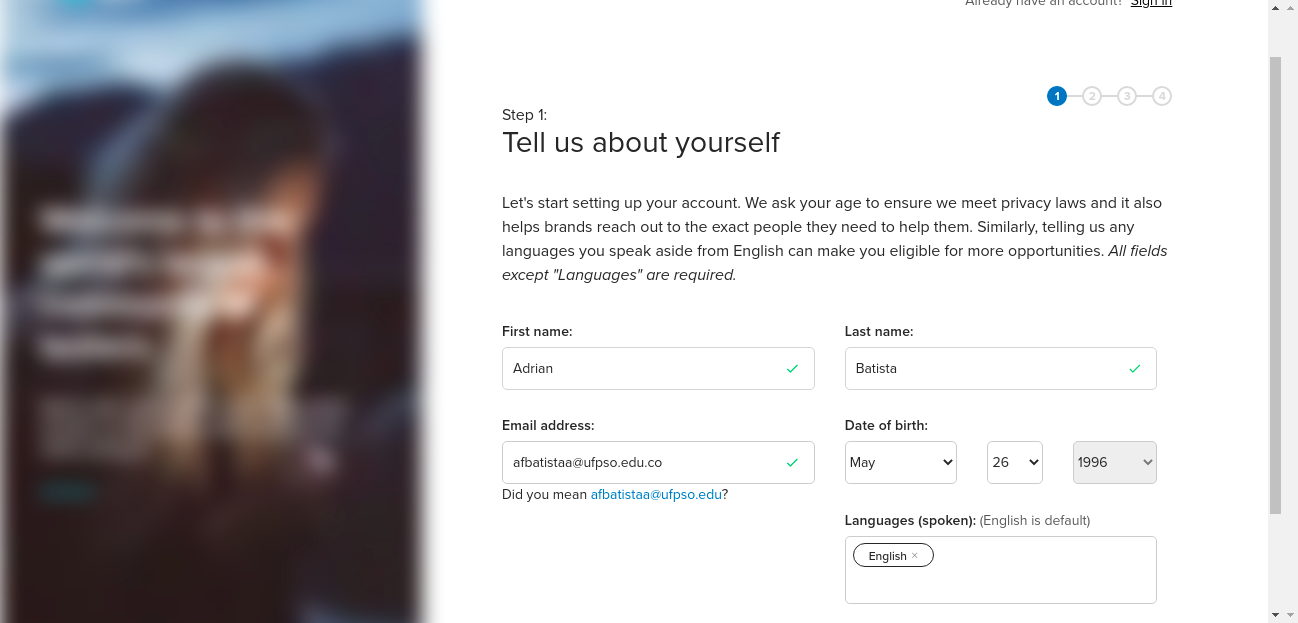 Already have an account? Sign In
1 2 3 4
Step 1:
Tell us about yourself
Let's start setting up your account. We ask your age to ensure we meet privacy laws and it also
helps brands reach out to the exact people they need to help them. Similarly, telling us any
languages you speak aside from English can make you eligible for more opportunities. All fields
except "Languages" are required.
First name:
Last name:
Adrian
Batista
Email address:
Date of birth:
afbatistaa@ufpso.edu.co
May
26
1996
Did you mean afbatistaa@ufpso.edu?
Languages (spoken): (English is default)
English ×